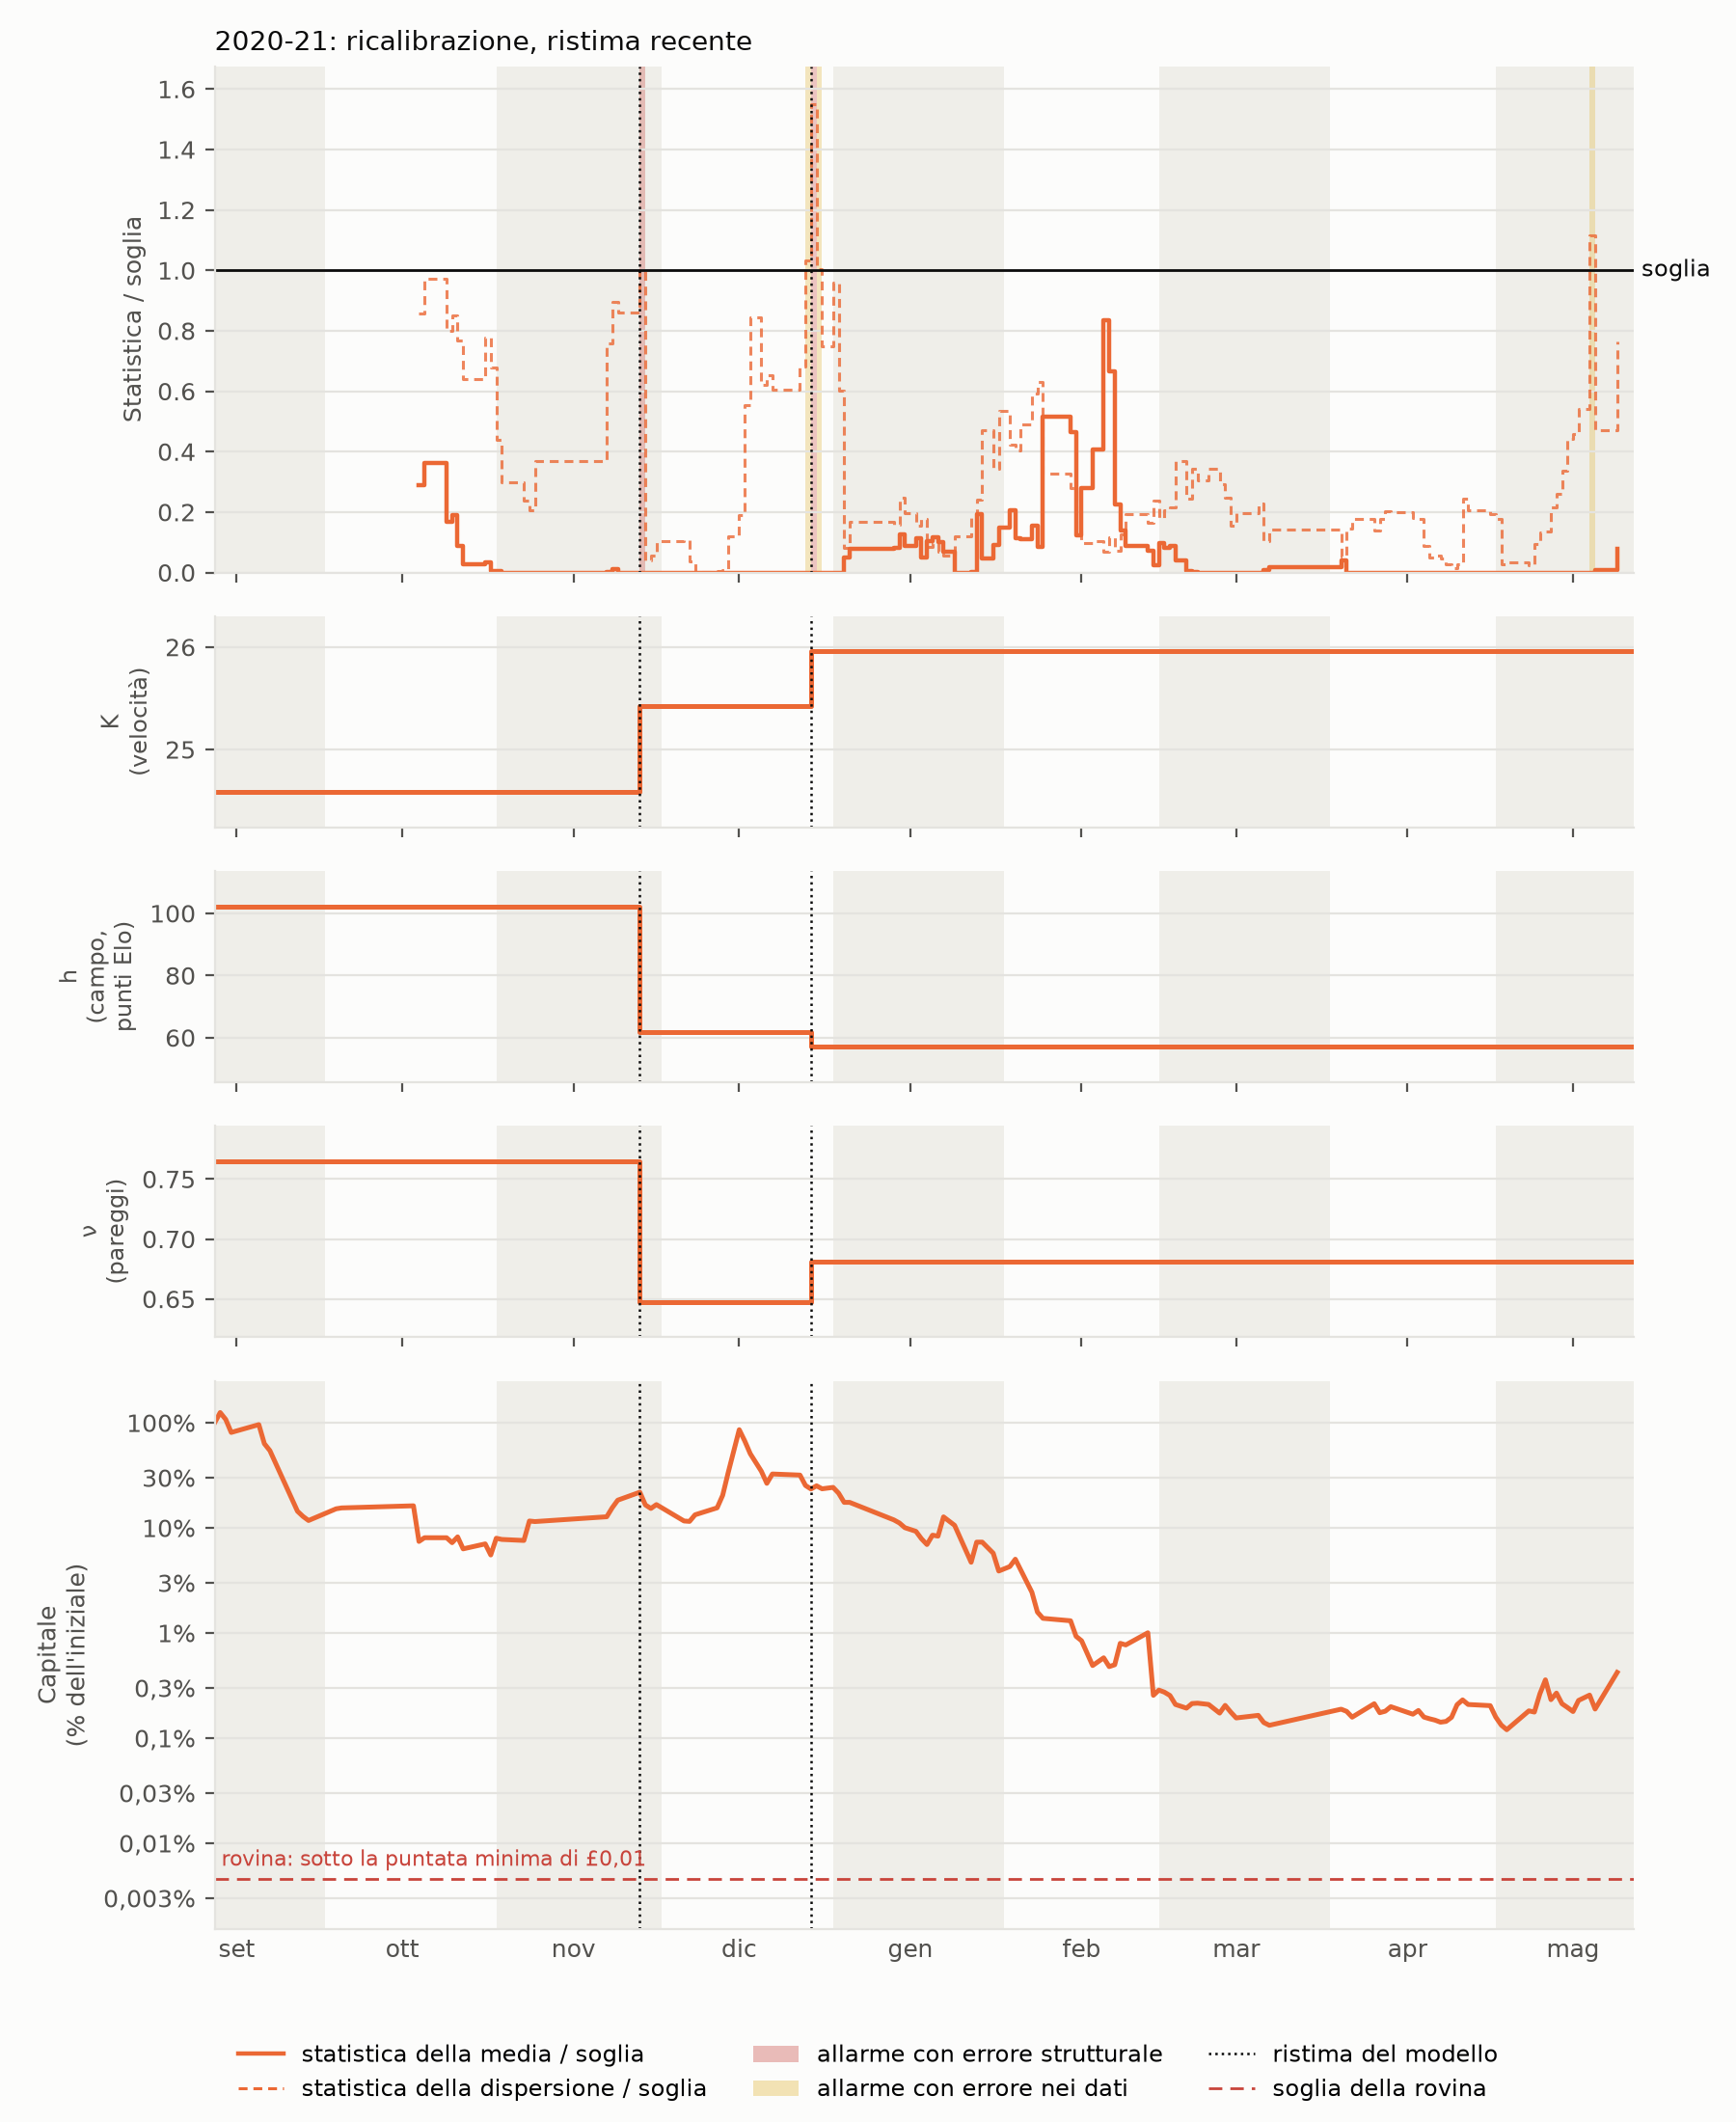 2020-21: ricalibrazione, ristima recente
Statistica / soglia
1.6
1.4
1.2
1.0
0.8
0.6
0.4
0.2
0.0
soglia
K
(velocità)
26
25
h
(campo,
punti Elo)
100
80
60
ν
(pareggi)
0.75
0.70
0.65
Capitale
(% dell'iniziale)
100%
30%
10%
3%
1%
0,3%
0,1%
0,03%
0,01%
0,003%
rovina: sotto la puntata minima di £0,01
set ott nov dic gen feb mar apr mag
statistica della media / soglia
statistica della dispersione / soglia
allarme con errore strutturale
allarme con errore nei dati
ristima del modello
soglia della rovina